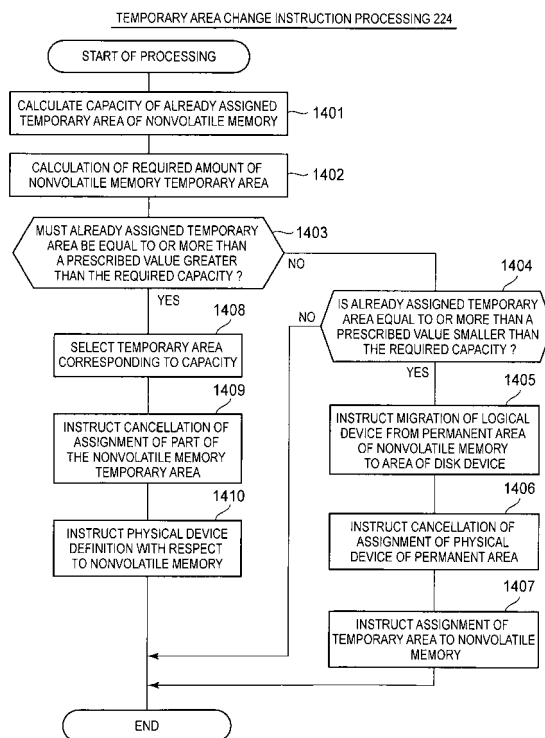 TEMPORARY AREA CHANGE INSTRUCTION PROCESSING 224
START OF PROCESSING
CALCULATE CAPACITY OF ALREADY ASSIGNED
TEMPORARY AREA OF NONVOLATILE MEMORY
1401
CALCULATION OF REQUIRED AMOUNT OF
NONVOLATILE MEMORY TEMPORARY AREA
1402
MUST ALREADY ASSIGNED TEMPORARY
AREA BE EQUAL TO OR MORE THAN
A PRESCRIBED VALUE GREATER
THAN THE REQUIRED CAPACITY ?
1403
NO
YES
1404
IS ALREADY ASSIGNED TEMPORARY
AREA EQUAL TO OR MORE THAN A
PRESCRIBED VALUE SMALLER THAN
THE REQUIRED CAPACITY ?
NO
YES
1408
SELECT TEMPORARY AREA
CORRESPONDING TO CAPACITY
1409
INSTRUCT CANCELLATION OF
ASSIGNMENT OF PART OF
THE NONVOLATILE MEMORY
TEMPORARY AREA
1410
INSTRUCT PHYSICAL DEVICE
DEFINITION WITH RESPECT
TO NONVOLATILE MEMORY
1405
INSTRUCT MIGRATION OF LOGICAL
DEVICE FROM PERMANENT AREA
OF NONVOLATILE MEMORY
TO AREA OF DISK DEVICE
1406
INSTRUCT CANCELLATION OF
ASSIGNMENT OF PHYSICAL
DEVICE OF PERMANENT AREA
1407
INSTRUCT ASSIGNMENT OF
TEMPORARY AREA TO NONVOLATILE
MEMORY
END